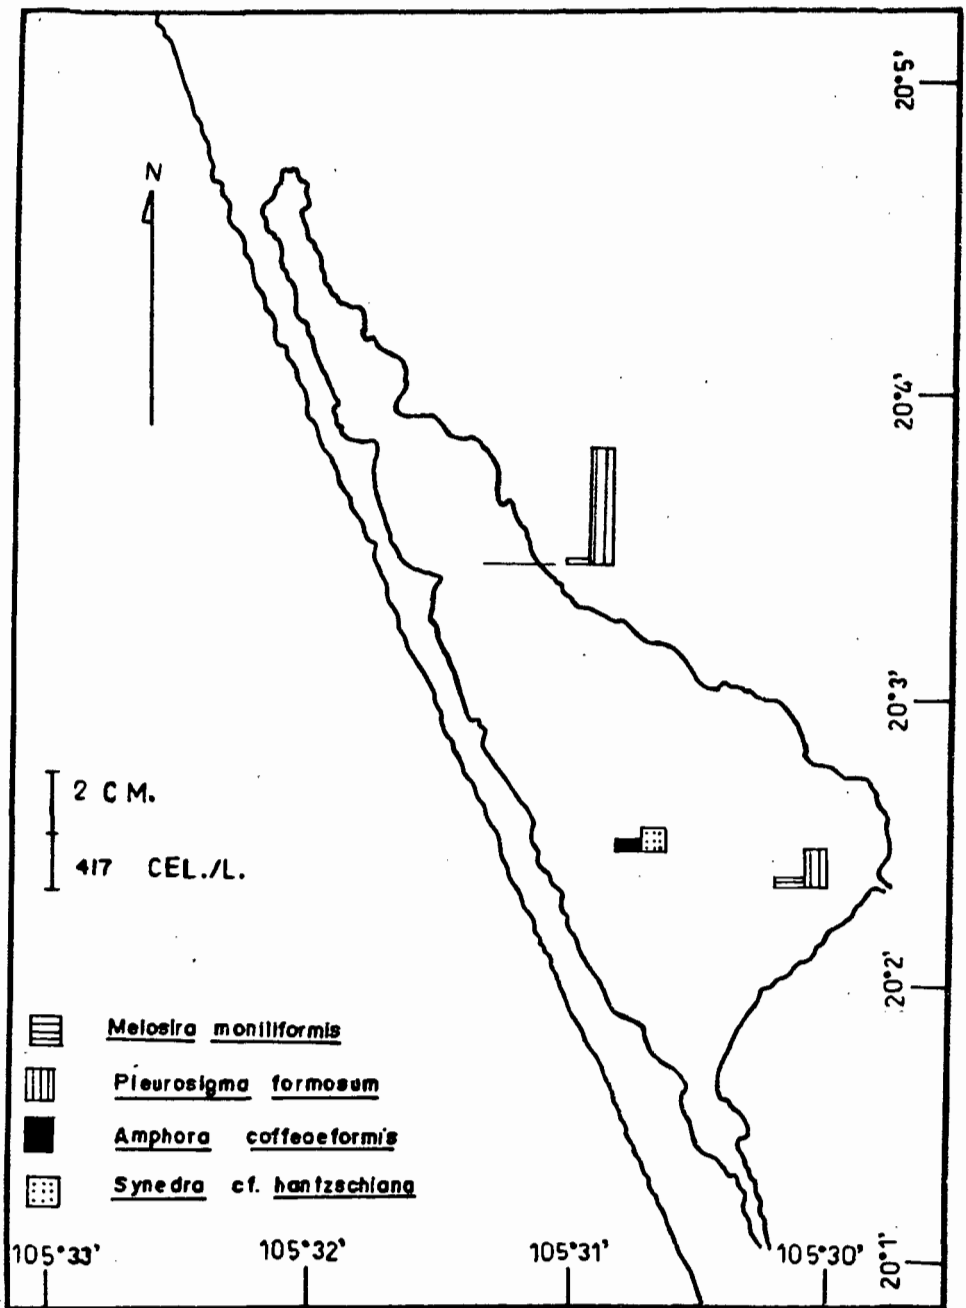 20°5'
N
20°4'
20°3'
2 CM.
417 CEL./L.
20°2'
Melosira moniliformis
Pleurosigma formosum
Amphora coffeaeformis
Synedra cf. hantzschiana
105°33' 105°32' 105°31' 105°30'
20°1'